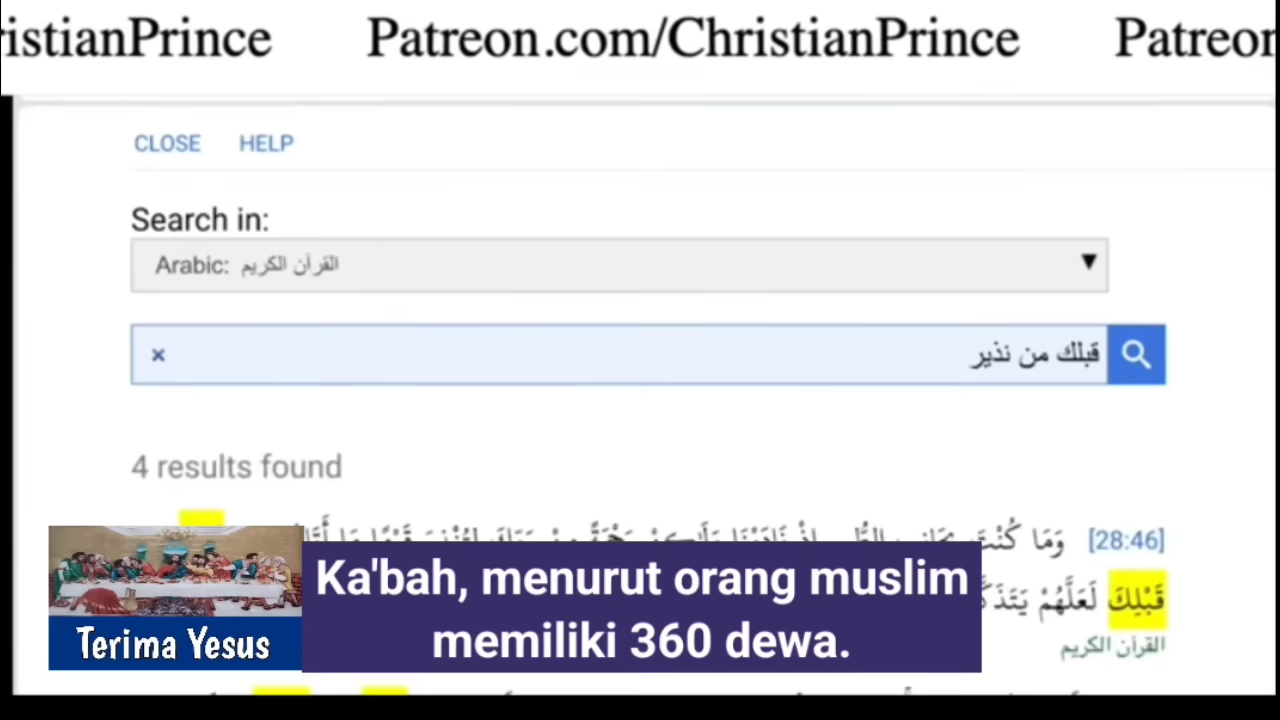 istianPrince Patreon.com/ChristianPrince Patreon
CLOSE HELP
Search in:
Arabic: القرآن الكريم ▼
× قبلك من نذير
4 results found
[28:46] وَمَا كُنْتَ
قَبْلِكَ لَعَلَّهُمْ
القرآن الكريم
Ka'bah, menurut orang muslim
memiliki 360 dewa.
Terima Yesus